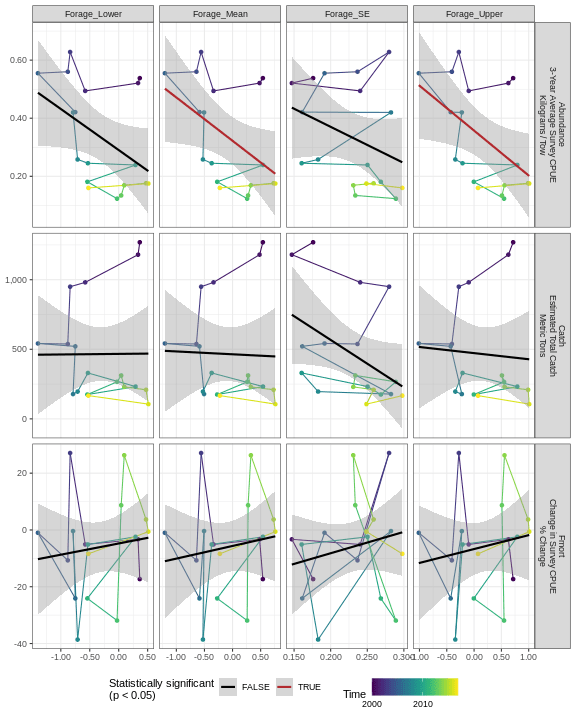 Forage_Lower Forage_Mean Forage_SE Forage_Upper
0.60
0.40
0.20
Abundance
3-Year Average Survey CPUE
Kilograms / Tow
1,000
500
0
Catch
Estimated Total Catch
Metric Tons
20
0
-20
-40
Fmort
Change in Survey CPUE
% Change
-1.00 -0.50 0.00 0.50 -1.00 -0.50 0.00 0.50 0.150 0.200 0.250 0.300 -1.00 -0.50 0.00 0.50 1.00
Statistically significant
(p < 0.05)
FALSE TRUE
Time
2000 2010